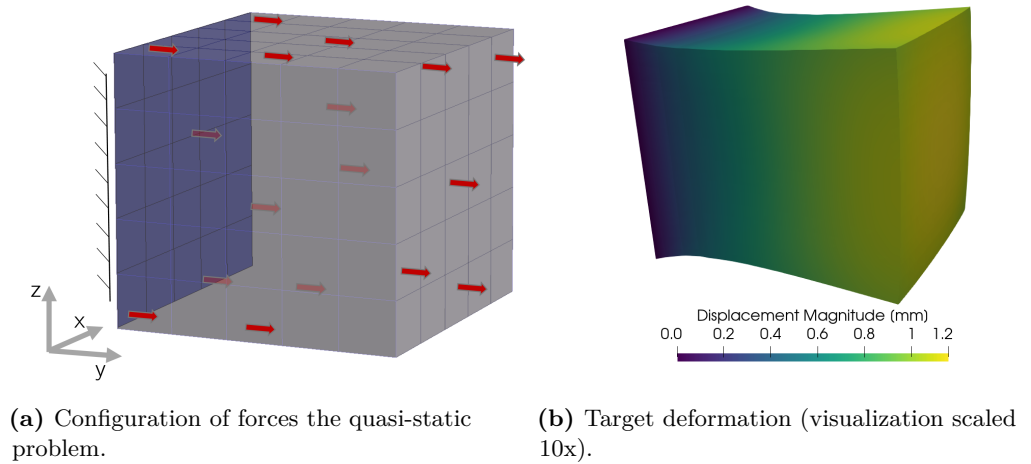 z
x
y
Displacement Magnitude (mm)
0.0 0.2 0.4 0.6 0.8 1 1.2
(a) Configuration of forces the quasi-static
problem.
(b) Target deformation (visualization scaled
10x).